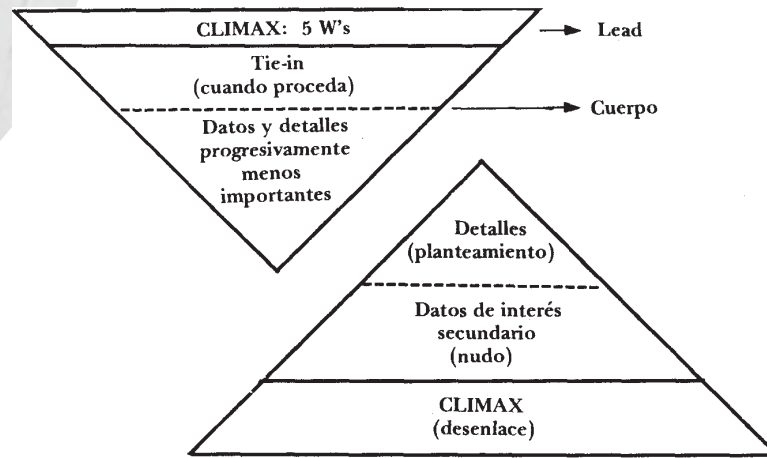 CLIMAX: 5 W's
Lead
Tie-in
(cuando proceda)
Cuerpo
Datos y detalles
progresivamente
menos
importantes
Detalles
(planteamiento)
Datos de interés
secundario
(nudo)
CLIMAX
(desenlace)